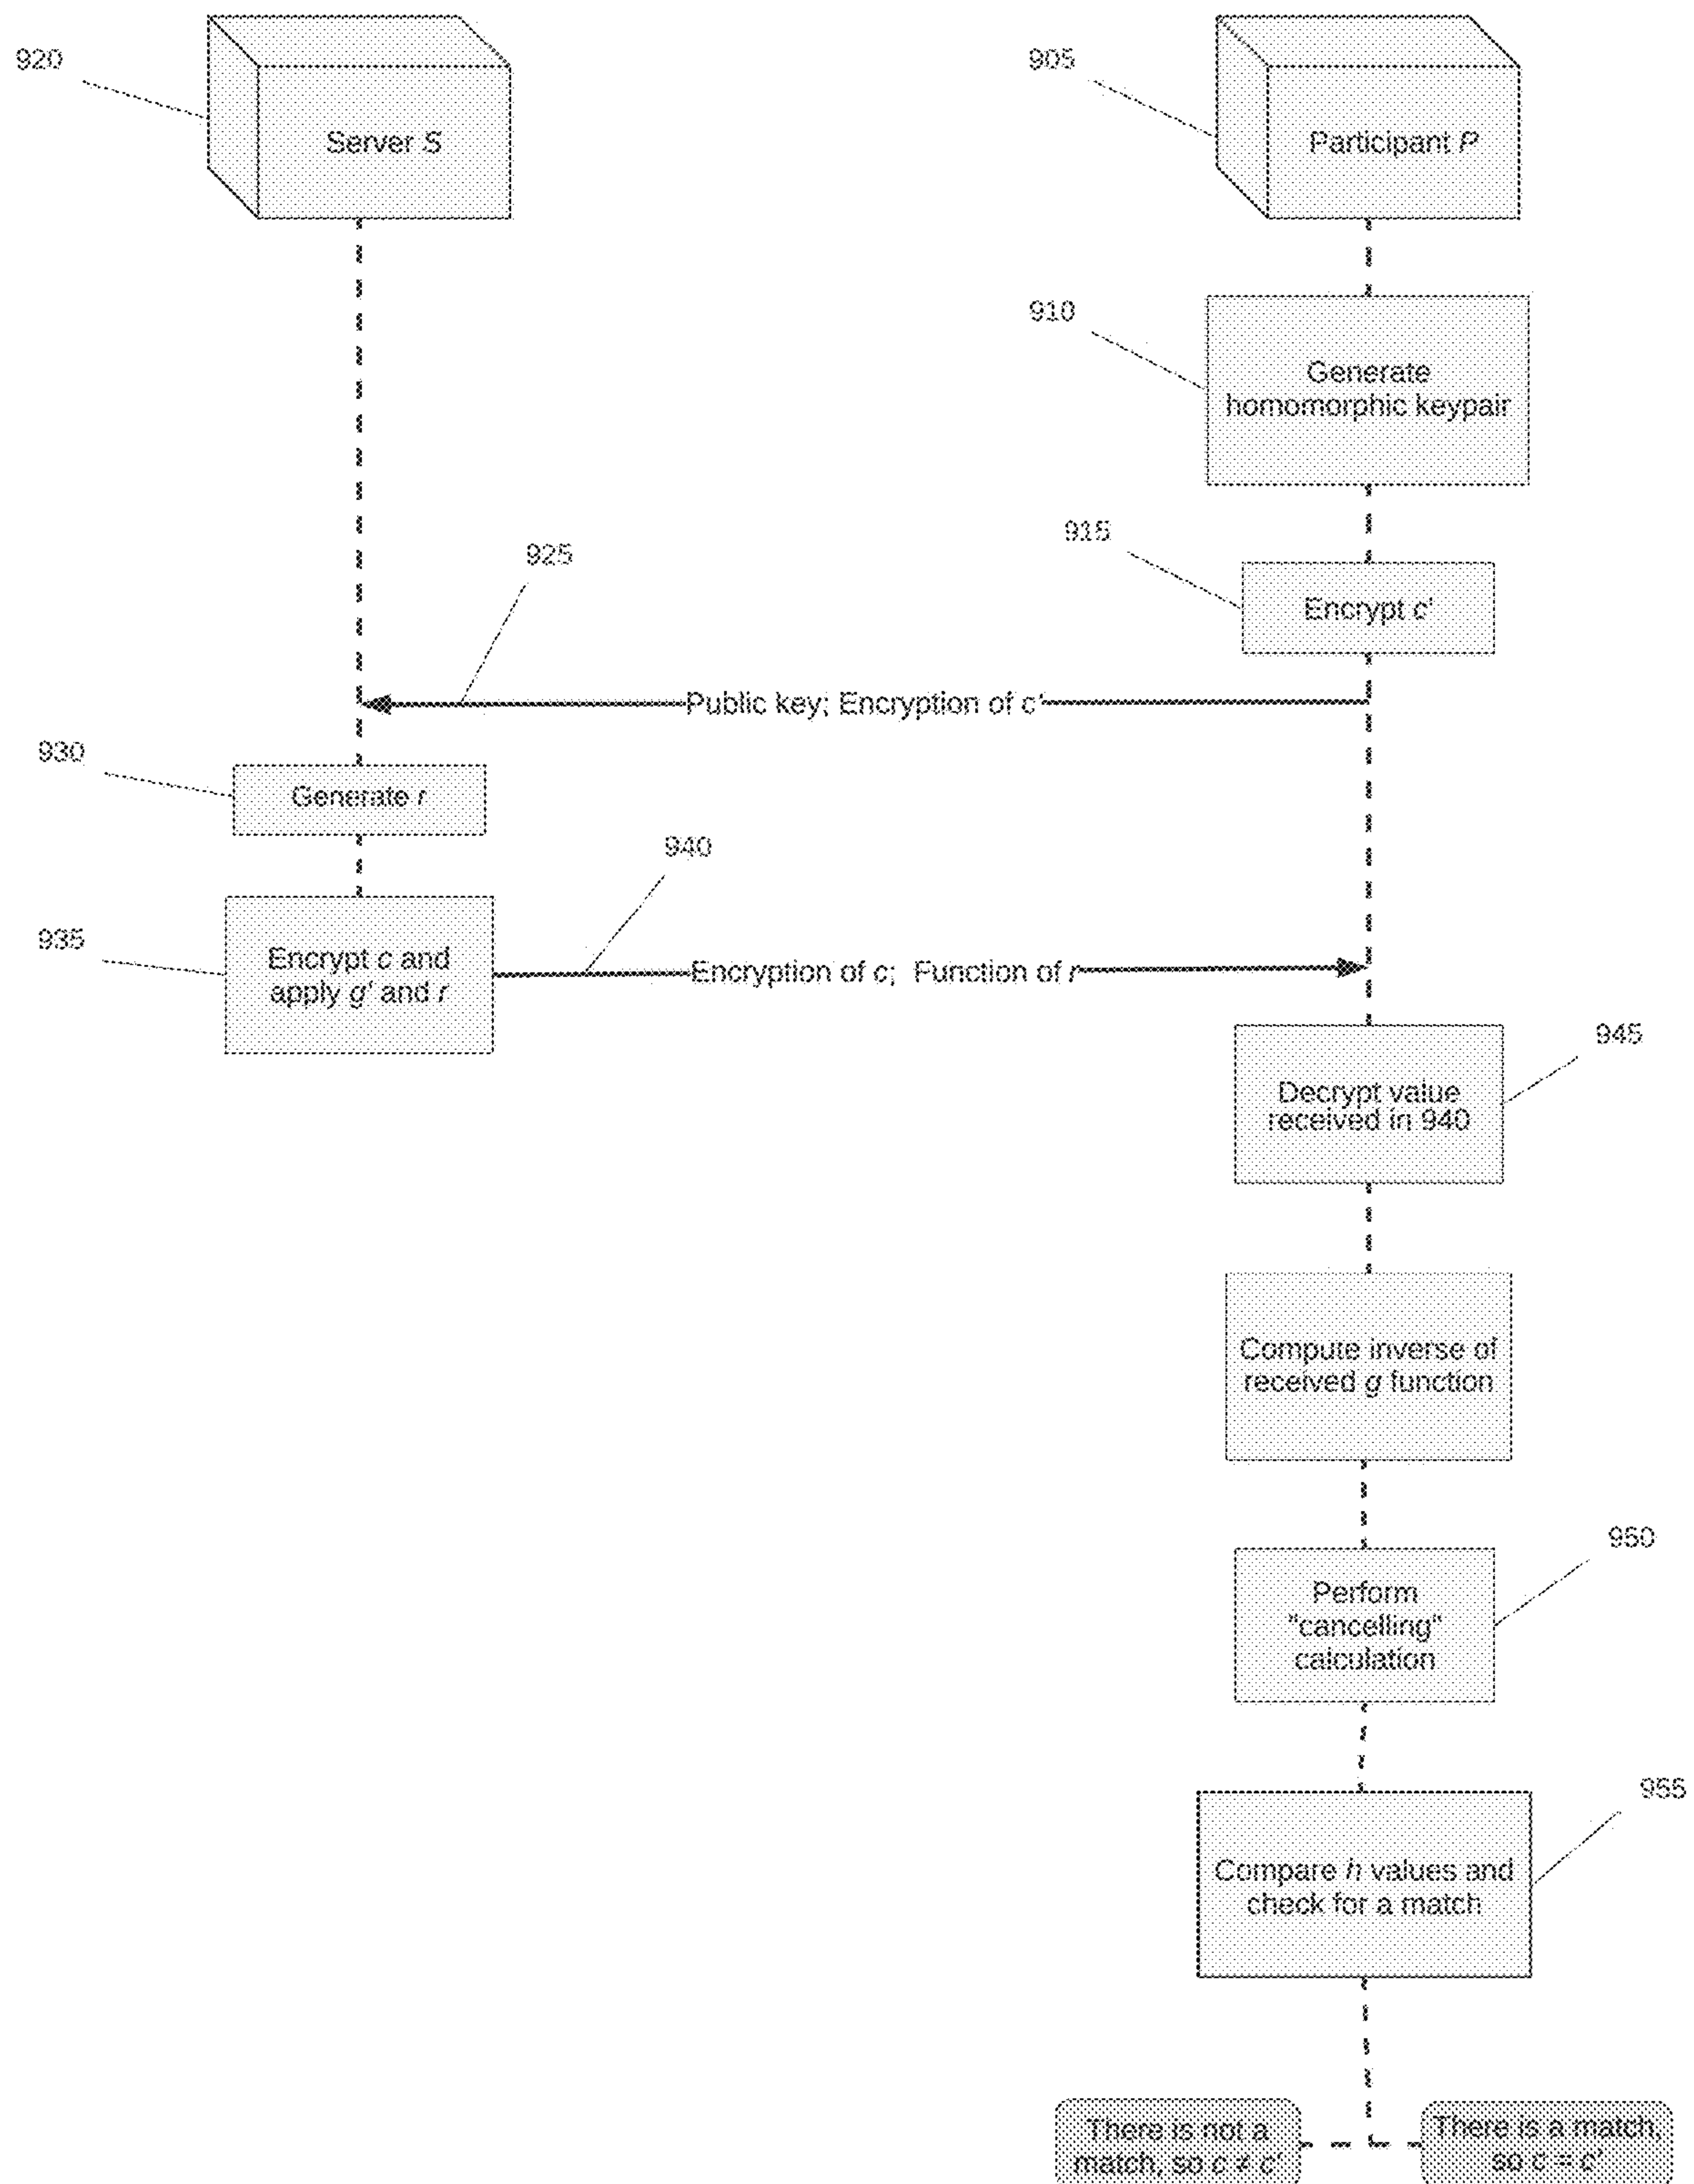 920
Server S
905
Participant P
910
Generate
homomorphic keypair
915
Encrypt c'
925
Public key; Encryption of c'
930
Generate r
940
935
Encrypt c and
apply g' and r
Encryption of c; Function of r
945
Decrypt value
received in 940
Compute inverse of
received g function
950
Perform
"cancelling"
calculation
955
Compare h values and
check for a match
There is not a
match, so c ≠ c'
There is a match,
so c = c'